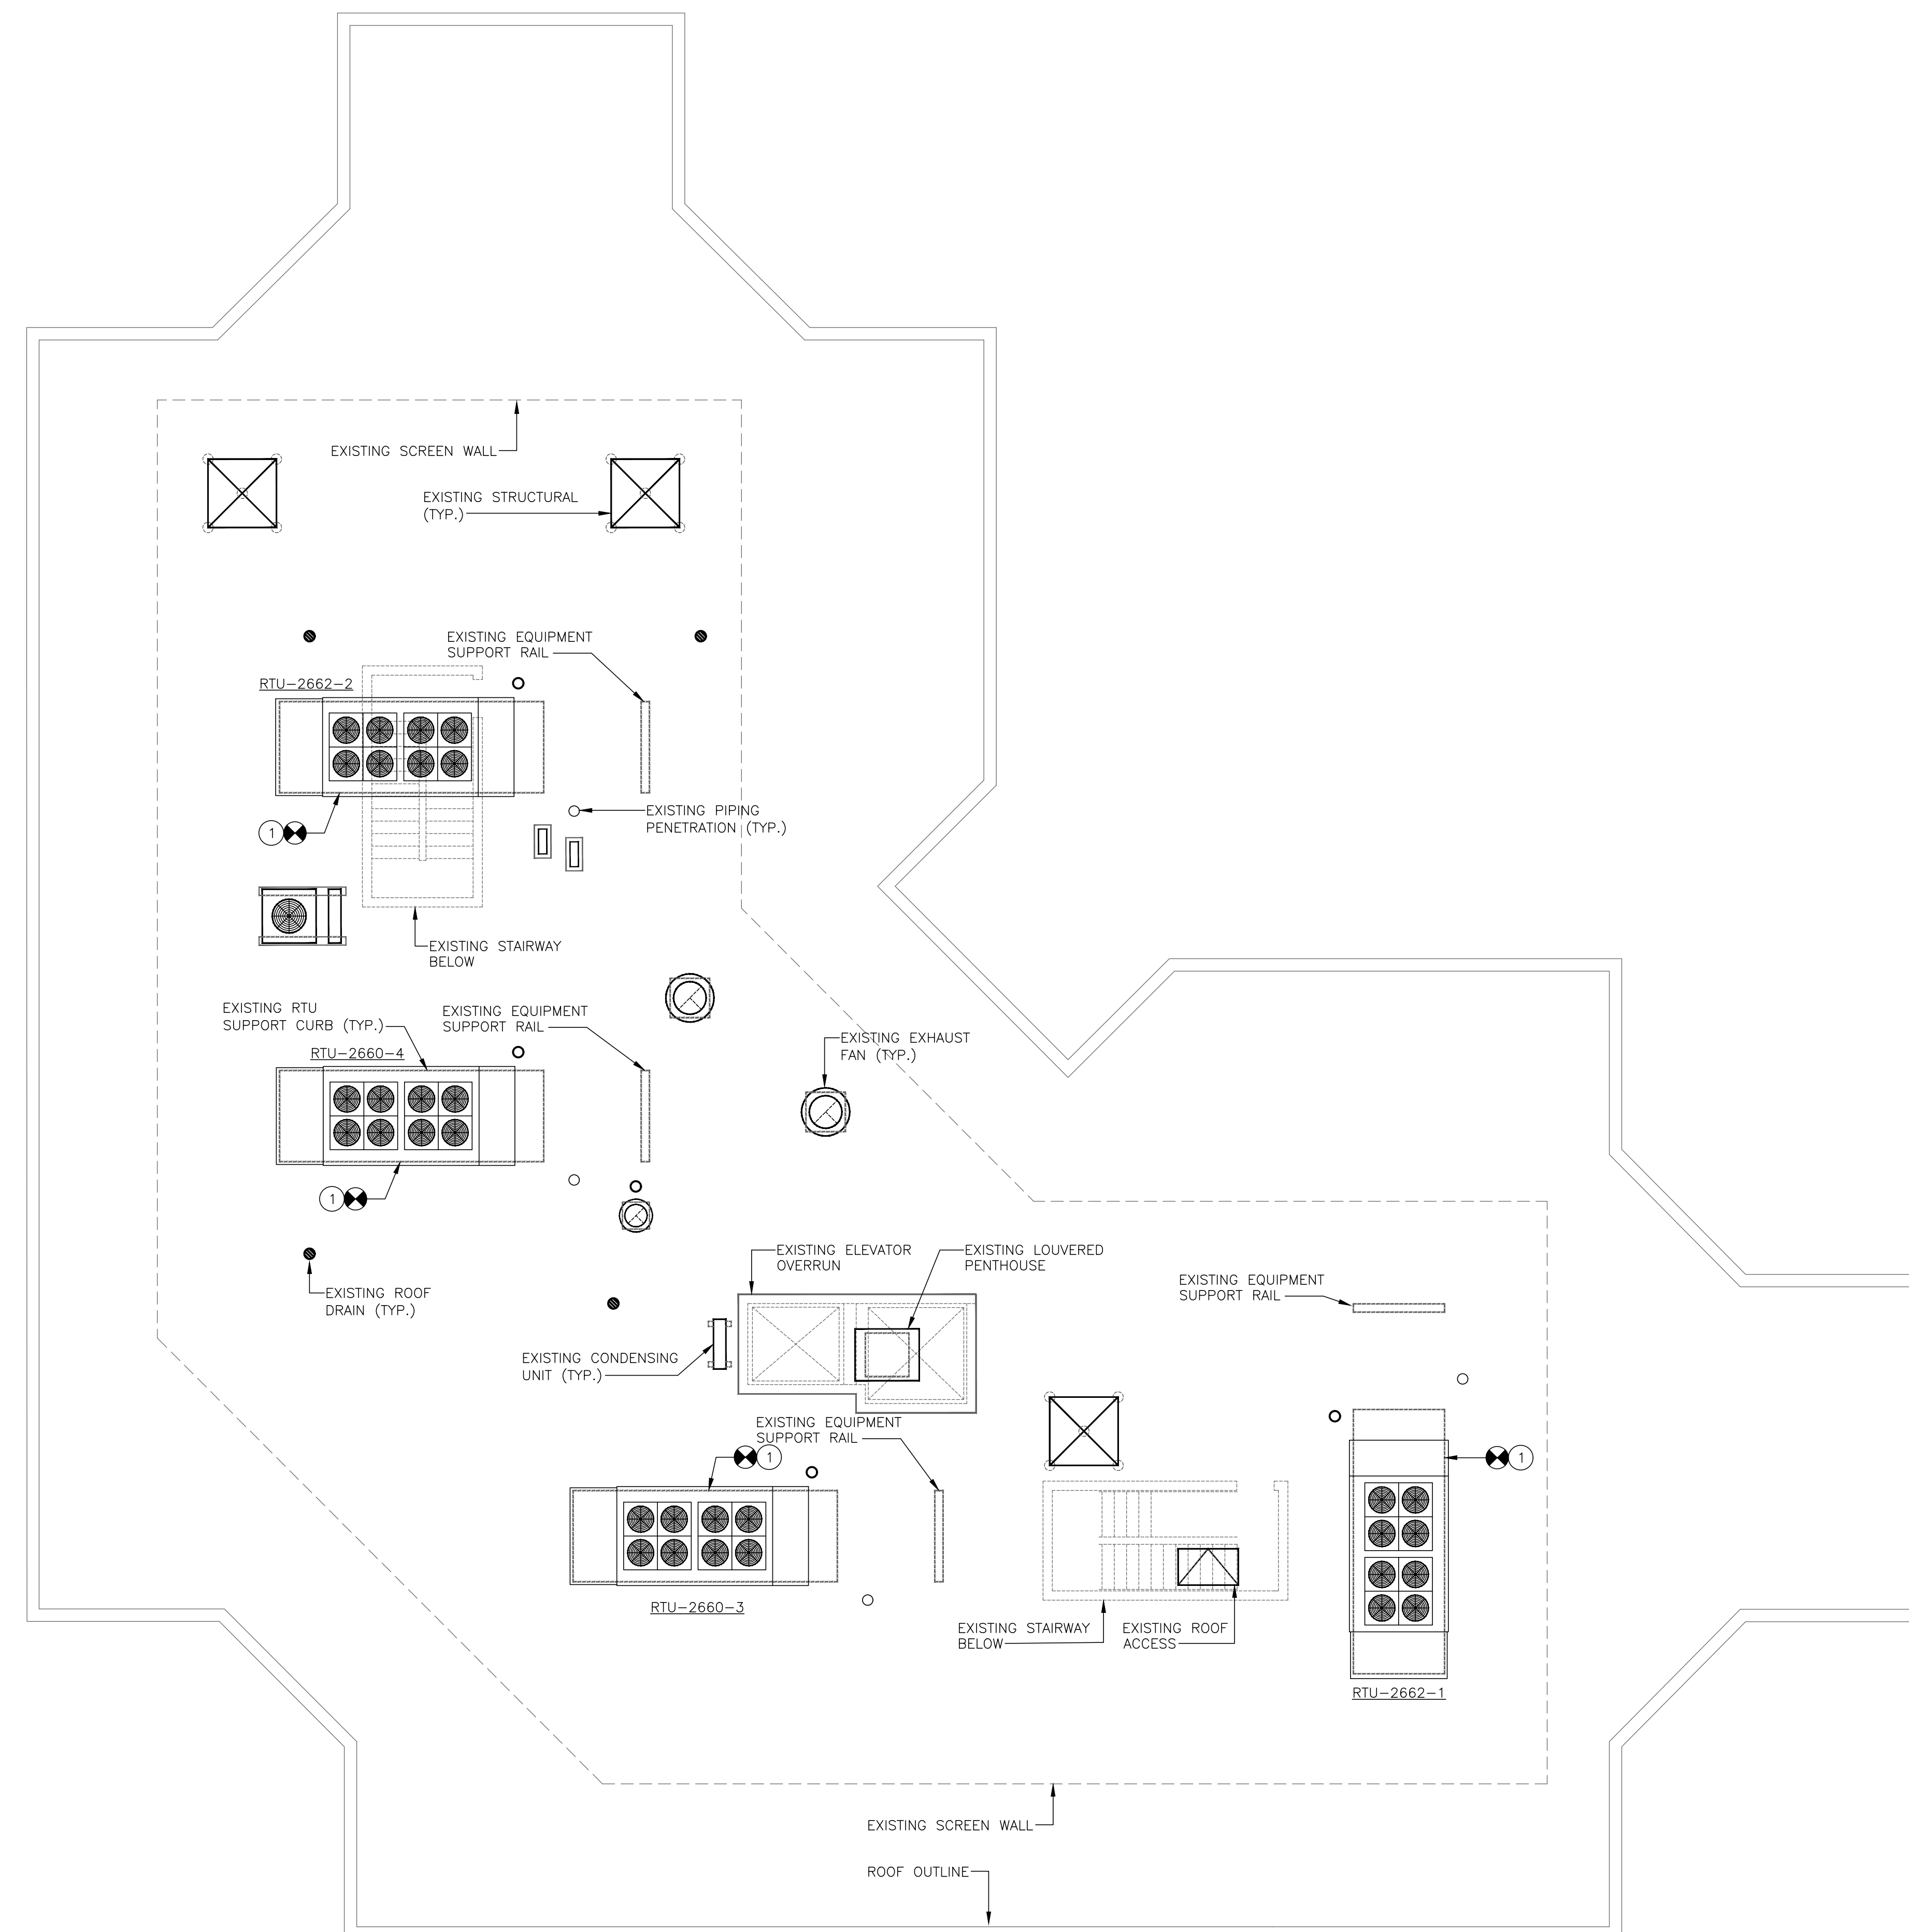 EXISTING SCREEN WALL
EXISTING STRUCTURAL
(TYP.)
EXISTING EQUIPMENT
SUPPORT RAIL
RTU-2662-2
EXISTING PIPING
PENETRATION (TYP.)
1
EXISTING STAIRWAY
BELOW
EXISTING RTU
SUPPORT CURB (TYP.)
EXISTING EQUIPMENT
SUPPORT RAIL
RTU-2660-4
EXISTING EXHAUST
FAN (TYP.)
1
EXISTING ROOF
DRAIN (TYP.)
EXISTING ELEVATOR
OVERRUN
EXISTING LOUVERED
PENTHOUSE
EXISTING EQUIPMENT
SUPPORT RAIL
EXISTING CONDENSING
UNIT (TYP.)
EXISTING EQUIPMENT
SUPPORT RAIL
1
1
RTU-2660-3
EXISTING STAIRWAY
BELOW
EXISTING ROOF
ACCESS
RTU-2662-1
EXISTING SCREEN WALL
ROOF OUTLINE